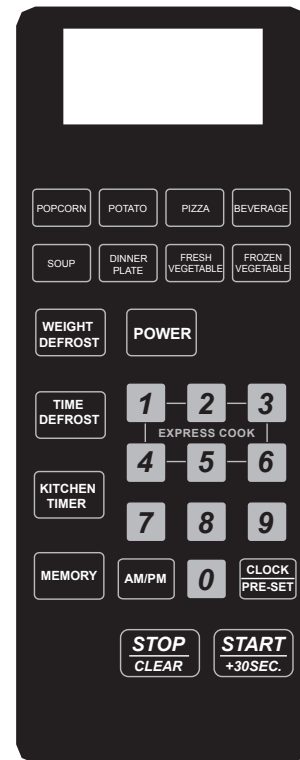 POPCORN POTATO PIZZA BEVERAGE
SOUP DINNER PLATE FRESH VEGETABLE FROZEN VEGETABLE
WEIGHT DEFROST POWER
TIME DEFROST
1 2 3
EXPRESS COOK
4 5 6
KITCHEN TIMER
7 8 9
MEMORY AM/PM 0 CLOCK PRE-SET
STOP START
CLEAR +30SEC.